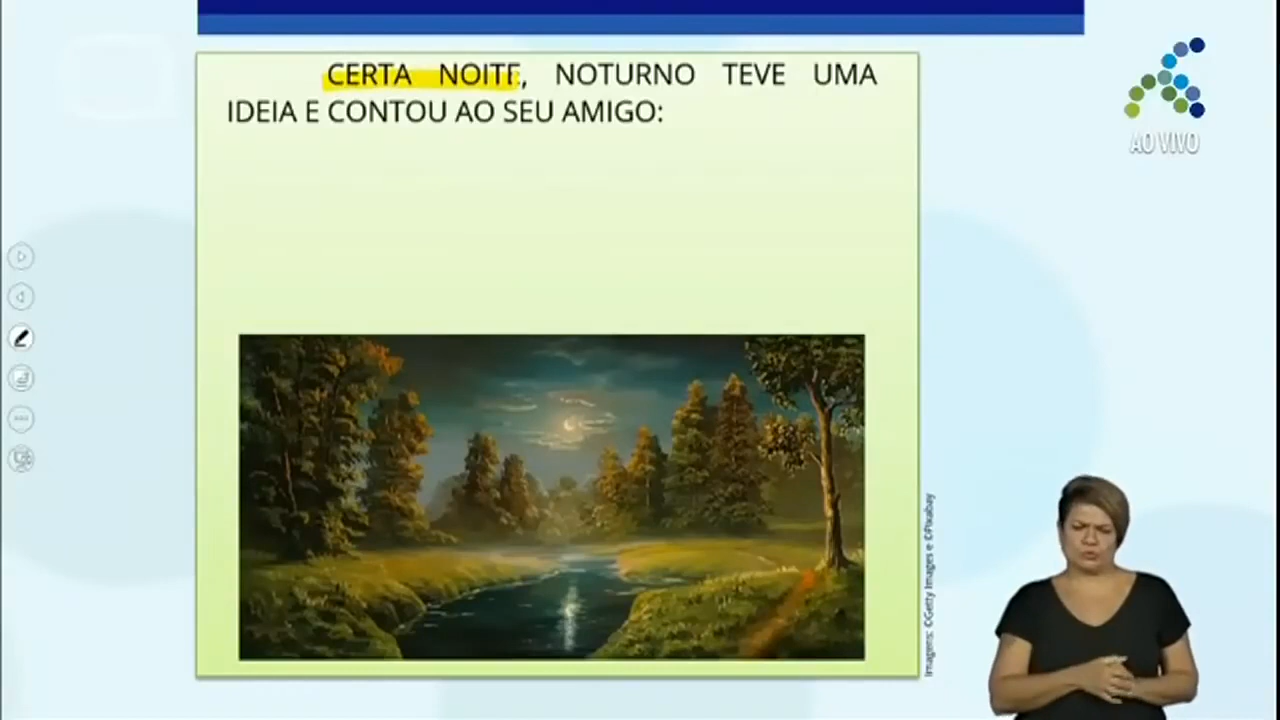 CERTA NOITE, NOTURNO TEVE UMA
IDEIA E CONTOU AO SEU AMIGO:
AO VIVO
Imagens: ©Getty Images e ©Pixabay